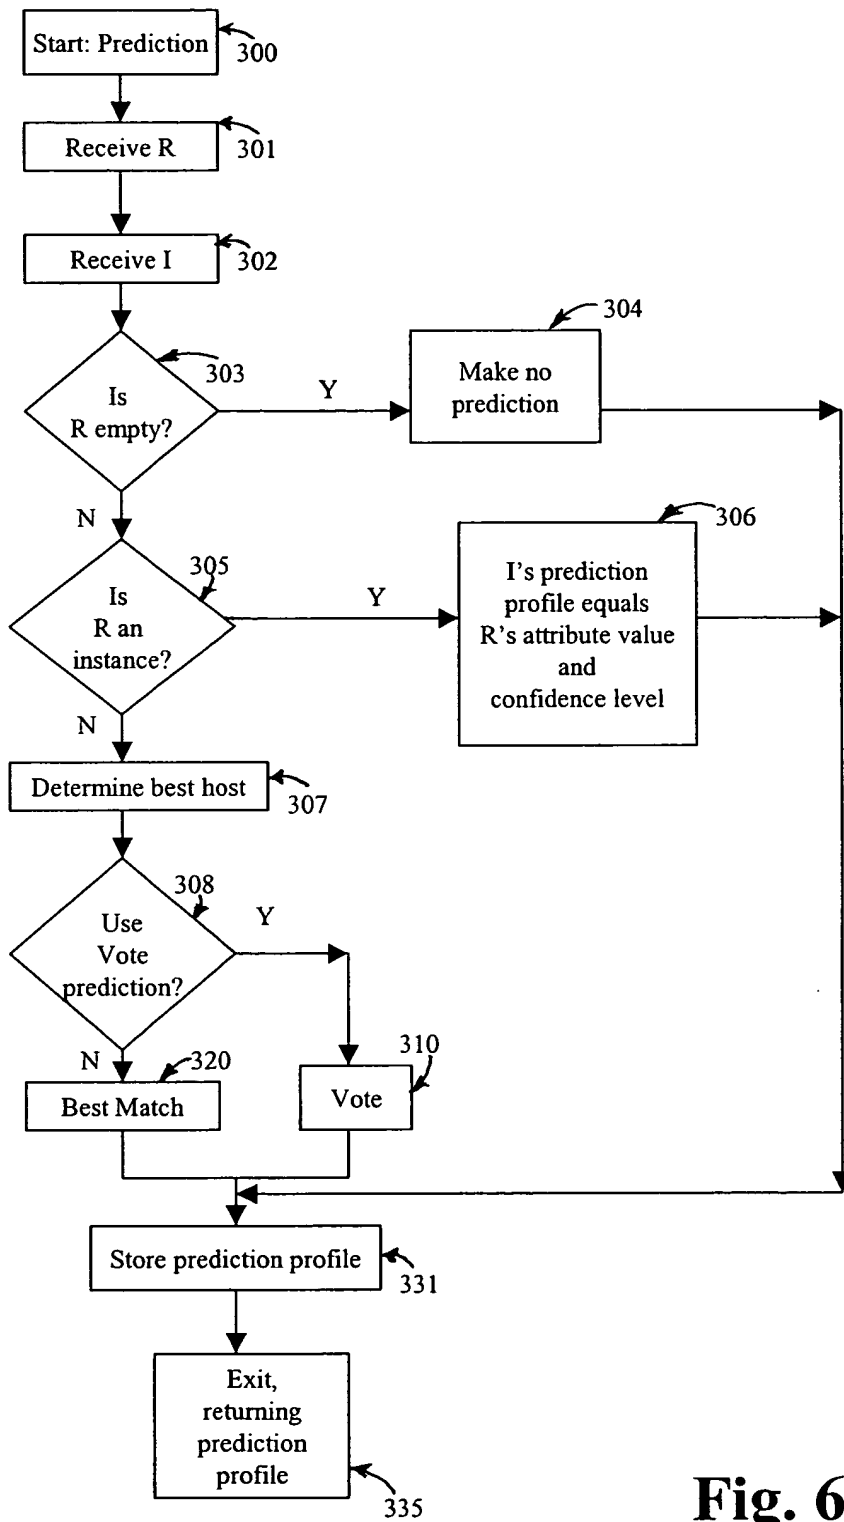 Start: Prediction
300
Receive R
301
Receive I
302
303
304
Is
R empty?
Y
Make no
prediction
N
305
306
Is
R an
instance?
Y
I's prediction
profile equals
R's attribute value
and
confidence level
N
Determine best host
307
308
Use
Vote
prediction?
Y
N
320
310
Best Match
Vote
Store prediction profile
331
Exit,
returning
prediction
profile
335
Fig. 6